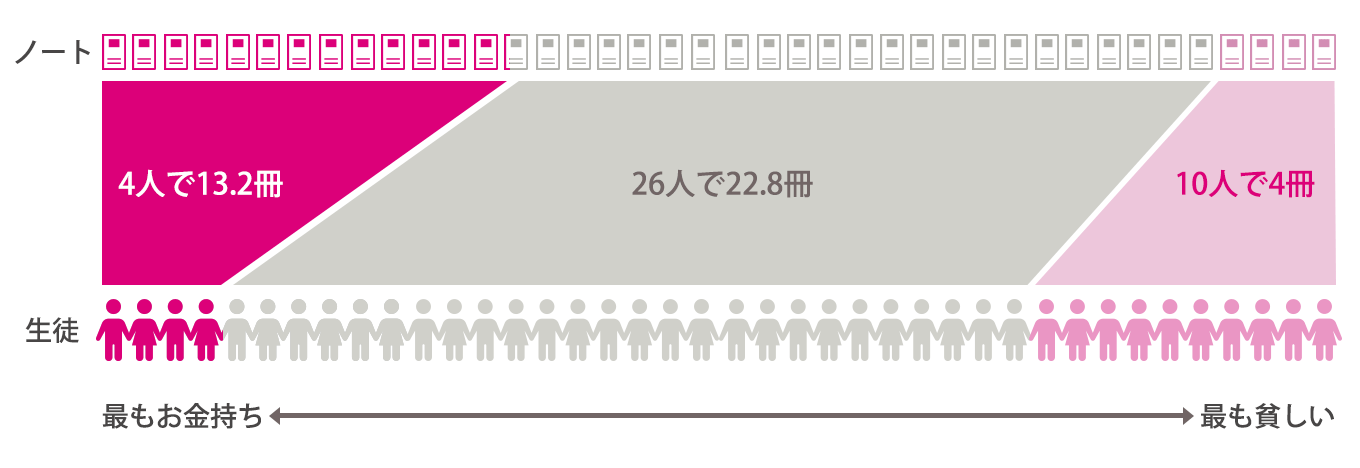 ノート
4人で13.2冊
26人で22.8冊
10人で4冊
生徒
最もお金持ち
最も貧しい